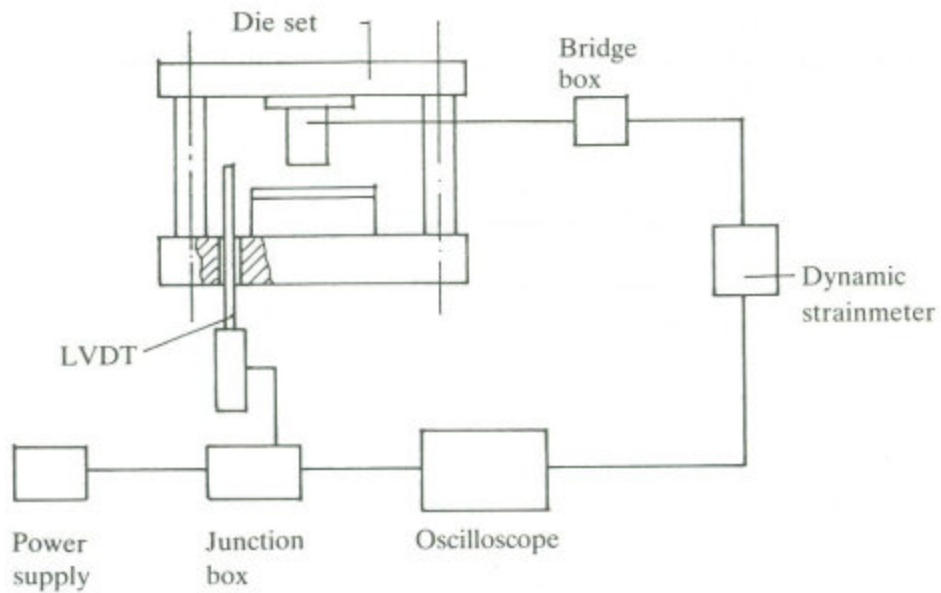 Die set
Bridge
box
Dynamic
strainmeter
LVDT
Power
supply
Junction
box
Oscilloscope